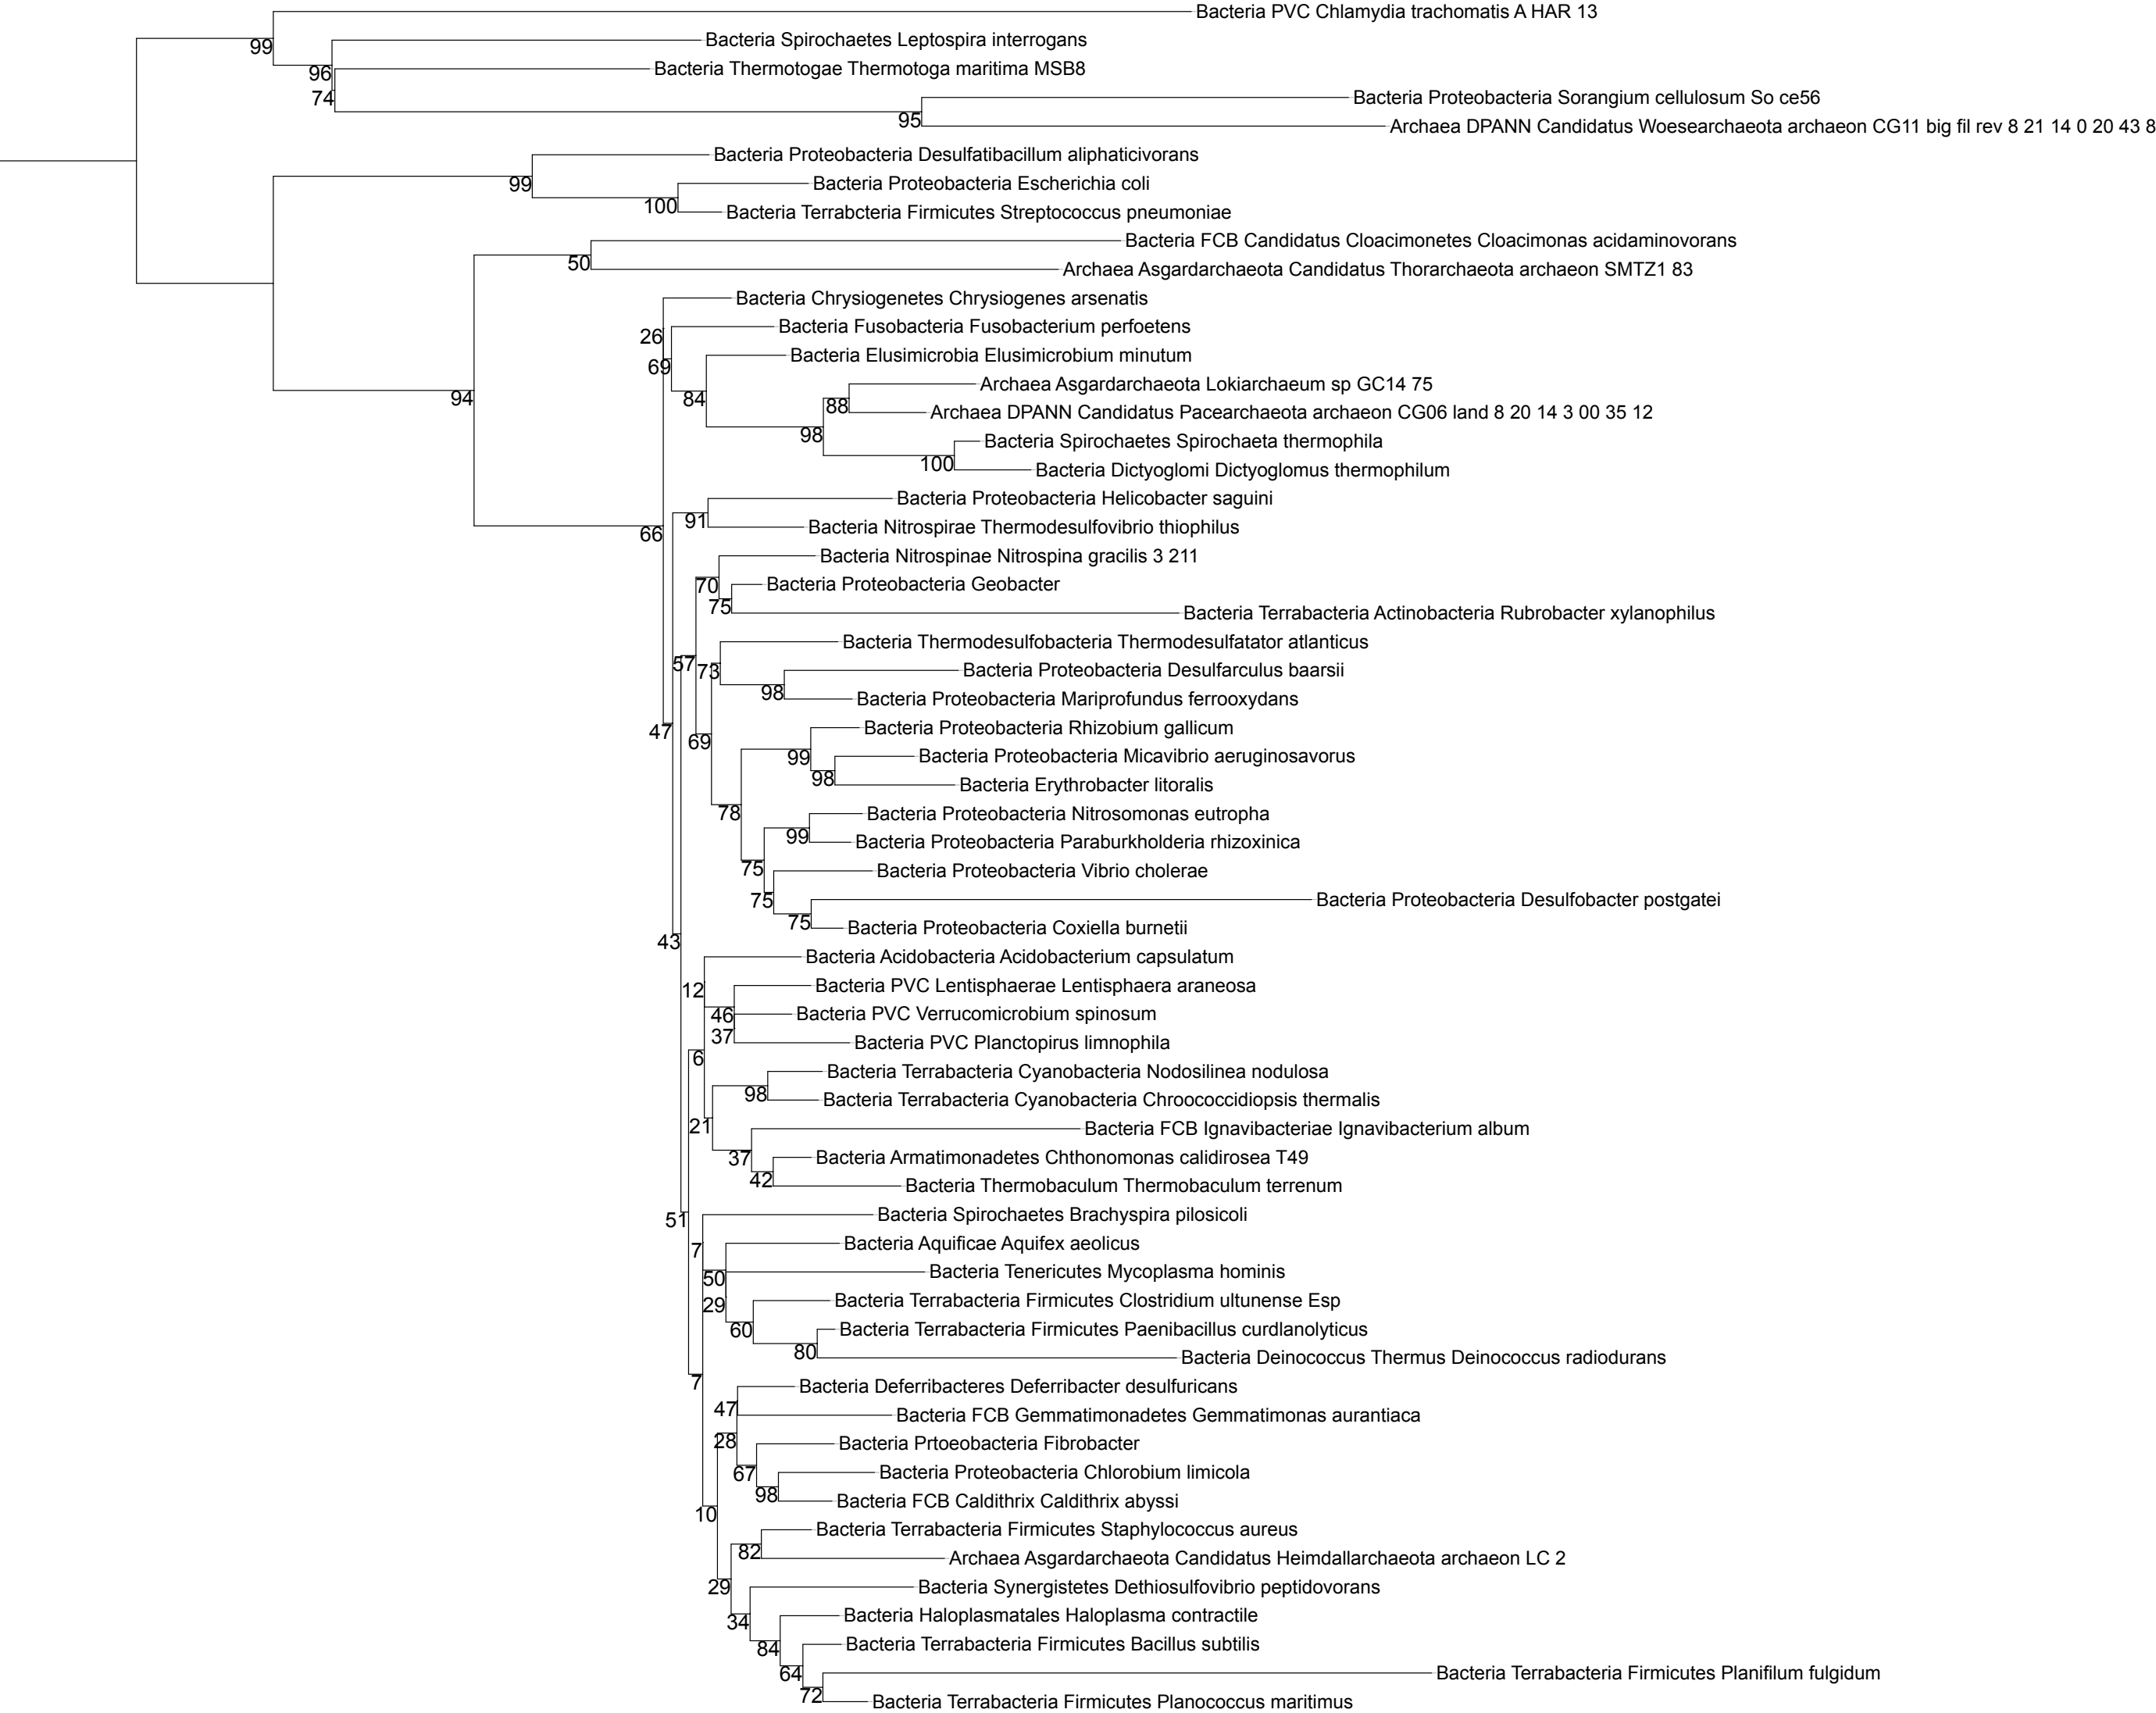 Bacteria PVC Chlamydia trachomatis A HAR 13
99
Bacteria Spirochaetes Leptospira interrogans
96
Bacteria Thermotogae Thermotoga maritima MSB8
74
Bacteria Proteobacteria Sorangium cellulosum So ce56
95
Archaea DPANN Candidatus Woesearchaeota archaeon CG11 big fil rev 8 21 14 0 20 43 8
Bacteria Proteobacteria Desulfatibacillum aliphaticivorans
99
Bacteria Proteobacteria Escherichia coli
100
Bacteria Terrabcteria Firmicutes Streptococcus pneumoniae
Bacteria FCB Candidatus Cloacimonetes Cloacimonas acidaminovorans
50
Archaea Asgardarchaeota Candidatus Thorarchaeota archaeon SMTZ1 83
94
Bacteria Chrysiogenetes Chrysiogenes arsenatis
26
Bacteria Fusobacteria Fusobacterium perfoetens
69
Bacteria Elusimicrobia Elusimicrobium minutum
84
Archaea Asgardarchaeota Lokiarchaeum sp GC14 75
88
Archaea DPANN Candidatus Pacearchaeota archaeon CG06 land 8 20 14 3 00 35 12
98
Bacteria Spirochaetes Spirochaeta thermophila
100
Bacteria Dictyoglomi Dictyoglomus thermophilum
66
Bacteria Proteobacteria Helicobacter saguini
91
Bacteria Nitrospirae Thermodesulfovibrio thiophilus
47
Bacteria Nitrospinae Nitrospina gracilis 3 211
70
Bacteria Proteobacteria Geobacter
75
Bacteria Terrabacteria Actinobacteria Rubrobacter xylanophilus
57
Bacteria Thermodesulfobacteria Thermodesulfatator atlanticus
73
Bacteria Proteobacteria Desulfarculus baarsii
98
Bacteria Proteobacteria Mariprofundus ferrooxydans
69
Bacteria Proteobacteria Rhizobium gallicum
99
Bacteria Proteobacteria Micavibrio aeruginosavorus
98
Bacteria Erythrobacter litoralis
78
Bacteria Proteobacteria Nitrosomonas eutropha
99
Bacteria Proteobacteria Paraburkholderia rhizoxinica
75
Bacteria Proteobacteria Vibrio cholerae
75
Bacteria Proteobacteria Desulfobacter postgatei
75
Bacteria Proteobacteria Coxiella burnetii
43
Bacteria Acidobacteria Acidobacterium capsulatum
12
Bacteria PVC Lentisphaerae Lentisphaera araneosa
46
Bacteria PVC Verrucomicrobium spinosum
37
Bacteria PVC Planctopirus limnophila
6
Bacteria Terrabacteria Cyanobacteria Nodosilinea nodulosa
98
Bacteria Terrabacteria Cyanobacteria Chroococcidiopsis thermalis
21
Bacteria FCB Ignavibacteriae Ignavibacterium album
37
Bacteria Armatimonadetes Chthonomonas calidirosea T49
42
Bacteria Thermobaculum Thermobaculum terrenum
51
Bacteria Spirochaetes Brachyspira pilosicoli
7
Bacteria Aquificae Aquifex aeolicus
50
Bacteria Tenericutes Mycoplasma hominis
29
Bacteria Terrabacteria Firmicutes Clostridium ultunense Esp
60
Bacteria Terrabacteria Firmicutes Paenibacillus curdlanolyticus
80
Bacteria Deinococcus Thermus Deinococcus radiodurans
7
Bacteria Deferribacteres Deferribacter desulfuricans
47
Bacteria FCB Gemmatimonadetes Gemmatimonas aurantiaca
28
Bacteria Prtoeobacteria Fibrobacter
67
Bacteria Proteobacteria Chlorobium limicola
98
Bacteria FCB Caldithrix Caldithrix abyssi
10
Bacteria Terrabacteria Firmicutes Staphylococcus aureus
82
Archaea Asgardarchaeota Candidatus Heimdallarchaeota archaeon LC 2
29
Bacteria Synergistetes Dethiosulfovibrio peptidovorans
34
Bacteria Haloplasmatales Haloplasma contractile
84
Bacteria Terrabacteria Firmicutes Bacillus subtilis
64
Bacteria Terrabacteria Firmicutes Planifilum fulgidum
72
Bacteria Terrabacteria Firmicutes Planococcus maritimus